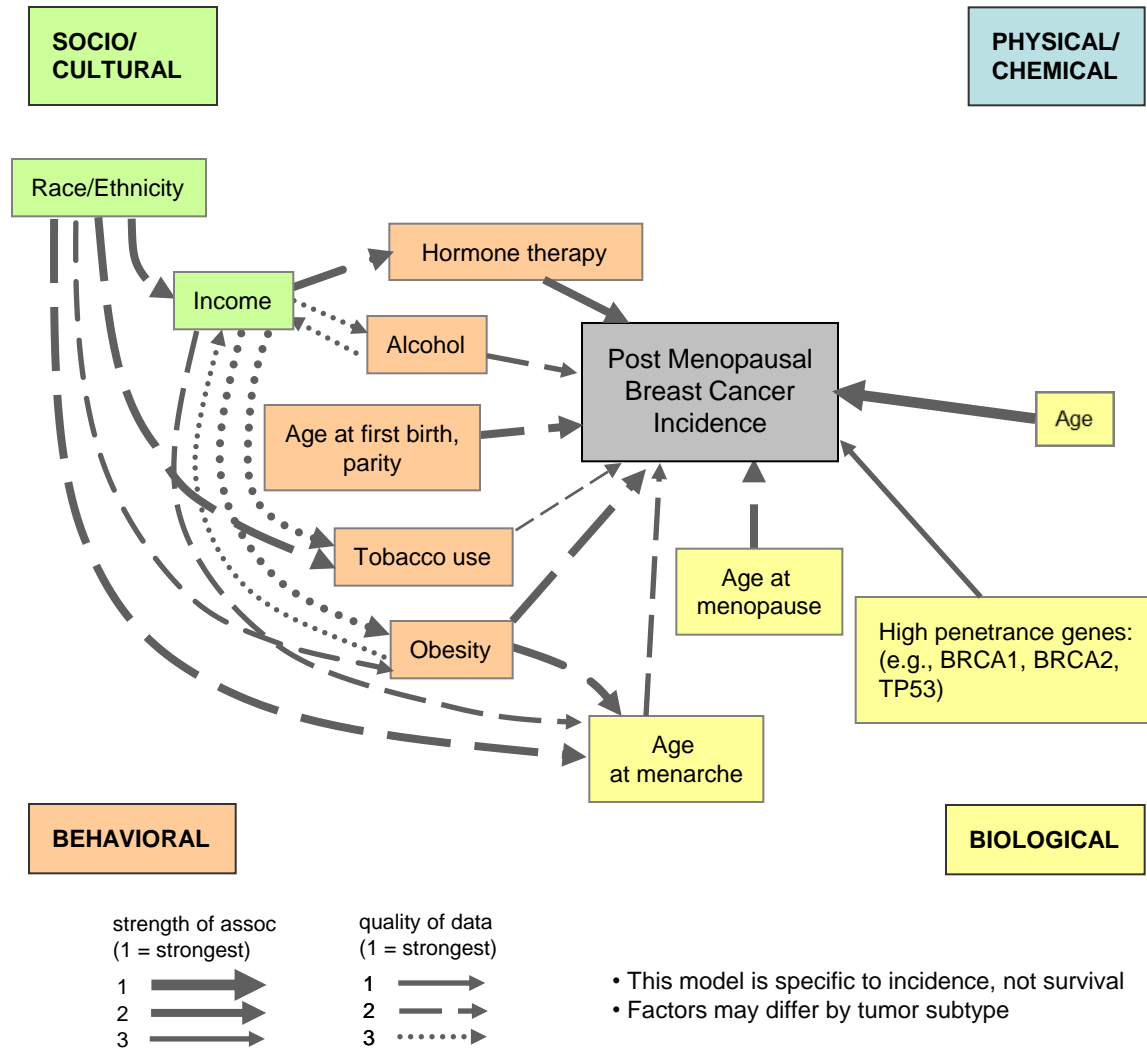 SOCIO/
CULTURAL
PHYSICAL/
CHEMICAL
Race/Ethnicity
Hormone therapy
Income
Alcohol
Post Menopausal
Breast Cancer
Incidence
Age
Age at first birth,
parity
Tobacco use
Age at
menopause
Obesity
High penetrance genes:
(e.g., BRCA1, BRCA2,
TP53)
Age
at menarche
BEHAVIORAL
BIOLOGICAL
strength of assoc
(1 = strongest)
1
2
3
quality of data
(1 = strongest)
1
2
3
• This model is specific to incidence, not survival
• Factors may differ by tumor subtype